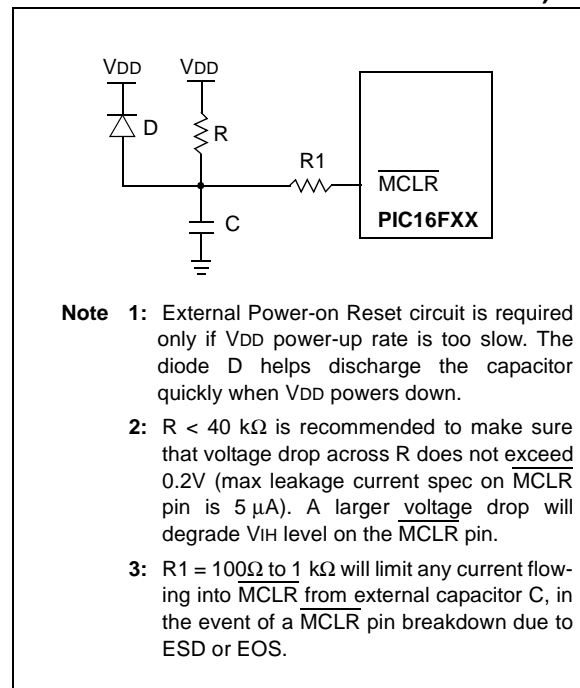 VDD VDD
D
R
R1
MCLR
C
PIC16FXX
Note 1: External Power-on Reset circuit is required
only if VDD power-up rate is too slow. The
diode D helps discharge the capacitor
quickly when VDD powers down.
2: R < 40 kΩ is recommended to make sure
that voltage drop across R does not exceed
0.2V (max leakage current spec on MCLR
pin is 5 μA). A larger voltage drop will
degrade VIH level on the MCLR pin.
3: R1 = 100Ω to 1 kΩ will limit any current flow-
ing into MCLR from external capacitor C, in
the event of a MCLR pin breakdown due to
ESD or EOS.